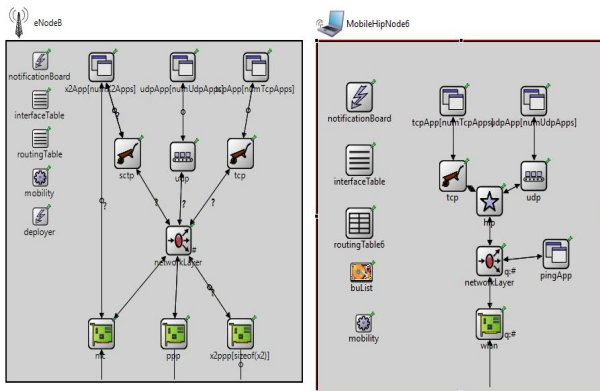 eNodeB
notificationBoard
x2App[numX2Apps]
udpApp[numUdpApps]
tcpApp[numTcpApps]
interfaceTable
routingTable
mobility
deployer
sctp
udp
tcp
?
?
?
networkLayer
#
?
?
nic
ppp
x2ppp[sizeof(x2)]
MobileHipNode6
notificationBoard
tcpApp[numTcpApps]
udpApp[numUdpApps]
interfaceTable
tcp
hip
udp
routingTable6
networkLayer
q:#
pingApp
buList
mobility
wlan
q:#